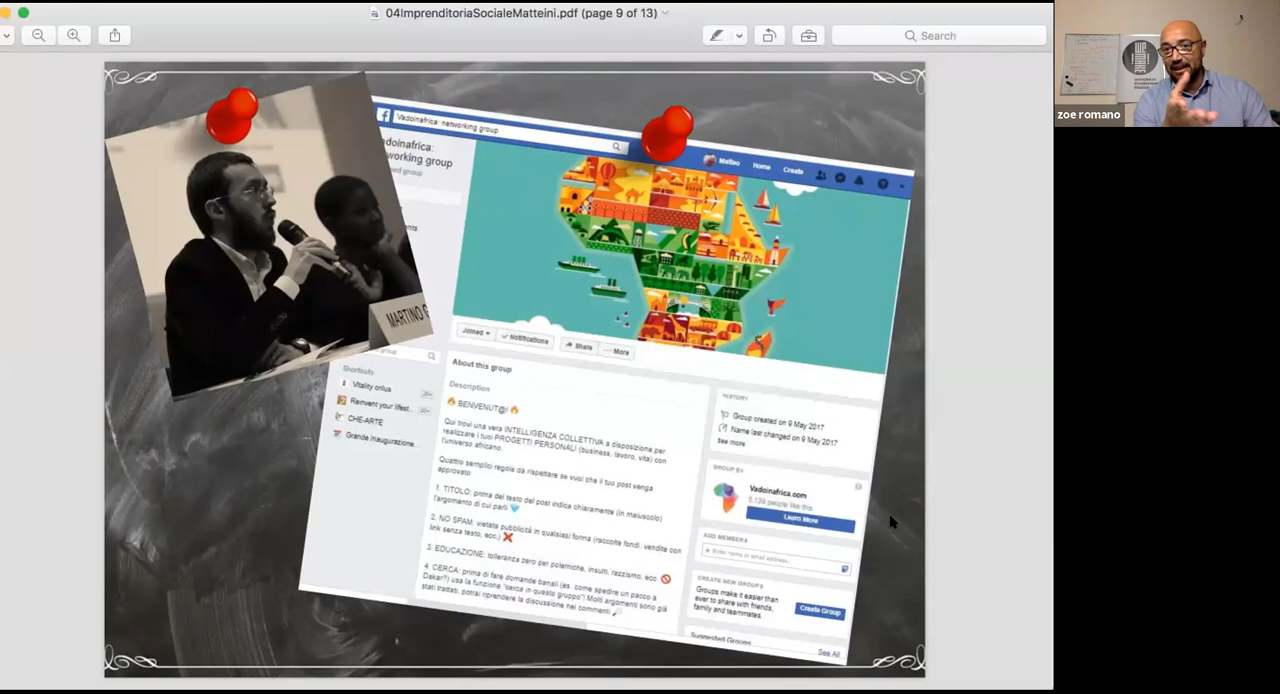 04ImprenditoriaSocialeMatteini.pdf (page 9 of 13)
Search
zoe romano
MARTINO G
Vadoinafrica: networking group
Matteo
Home
Create
adoinafrica:
working group
Joined
Notifications
Share
More
group
Shortcuts
Vitality onlus
Reinvent your lifest...
CHE-ARTE
Grande inaugurazione...
About this group
Description
BENVENUT@!
Qui trovi una vera INTELLIGENZA COLLETTIVA a disposizione per
realizzare i tuoi PROGETTI PERSONALI (business, lavoro, vita) con
l'universo africano.
Quattro semplici regole da rispettare se vuoi che il tuo post venga
approvato:
1. TITOLO: prima del testo del post indica chiaramente (in maiuscolo)
l'argomento di cui parli
2. NO SPAM: vietata pubblicità in qualsiasi forma (raccolte fondi, vendite con
link senza testo, ecc.)
3. EDUCAZIONE: tolleranza zero per polemiche, insulti, razzismo, ecc
4. CERCA: prima di fare domande banali (es. come spedire un pacco a
Dakar?) usa la funzione "cerca in questo gruppo"! Molti argomenti sono già
stati trattati, potrai riprendere la discussione nei commenti
HISTORY
Group created on 9 May 2017
Name last changed on 9 May 2017
See more
GROUP BY
Vadoinafrica.com
people like this
Learn More
ADD MEMBERS
Enter name or email address...
CREATE NEW GROUPS
Groups make it easier than
ever to share with friends,
family and teammates.
Create Group
Suggested Groups
See All